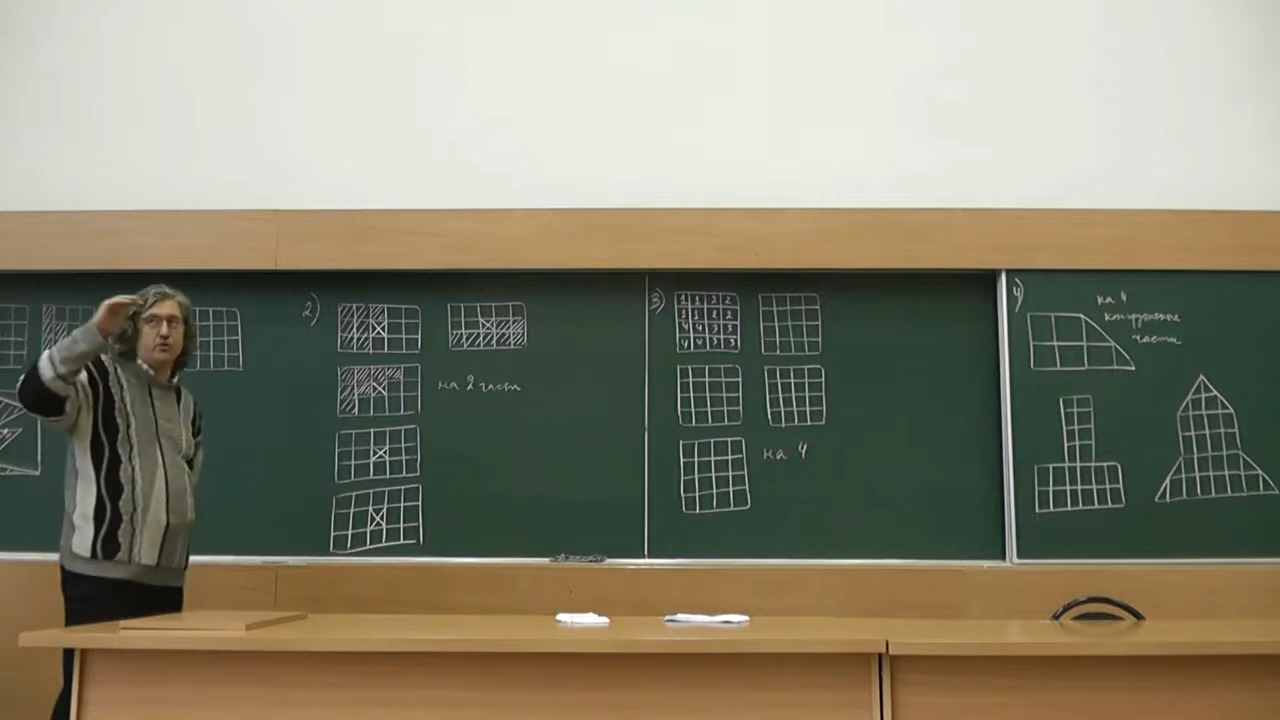 2)
на 2 части
3)
1 1 2 2
1 1 2 2
4 4 3 3
4 4 3 3
на 4
4)
на 4
конгруэнтные
части